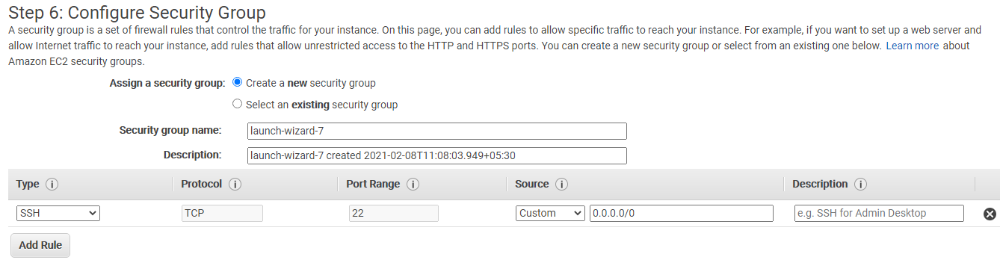 Step 6: Configure Security Group
A security group is a set of firewall rules that control the traffic for your instance. On this page, you can add rules to allow specific traffic to reach your instance. For example, if you want to set up a web server and
allow Internet traffic to reach your instance, add rules that allow unrestricted access to the HTTP and HTTPS ports. You can create a new security group or select from an existing one below. Learn more about
Amazon EC2 security groups.
Assign a security group: Create a new security group
Select an existing security group
Security group name: launch-wizard-7
Description: launch-wizard-7 created 2021-02-08T11:08:03.949+05:30
Type i Protocol i Port Range i Source i Description i
SSH TCP 22 Custom 0.0.0.0/0 e.g. SSH for Admin Desktop
Add Rule